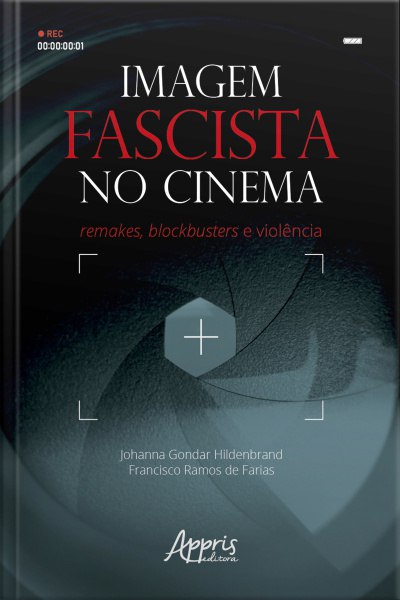 REC
00:00:00:01
IMAGEM
FASCISTA
NO CINEMA
remakes, blockbusters e violência
Johanna Gondar Hildenbrand
Francisco Ramos de Farias
Appris
editora